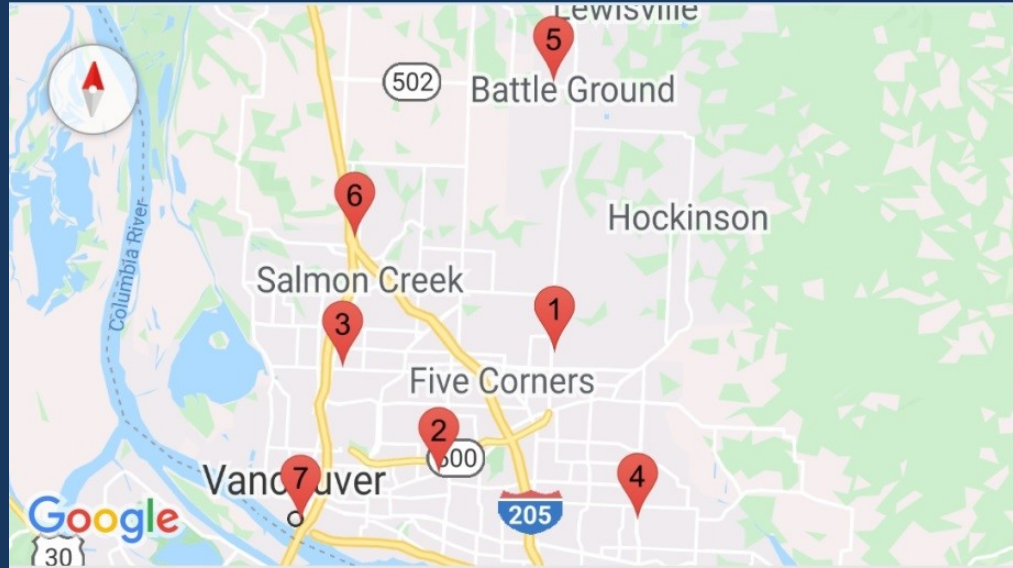 Lewisville
5
502
Battle Ground
6
Hockinson
Columbia River
Salmon Creek
3
1
Five Corners
2
500
Vancouver
7
4
205
Google
30